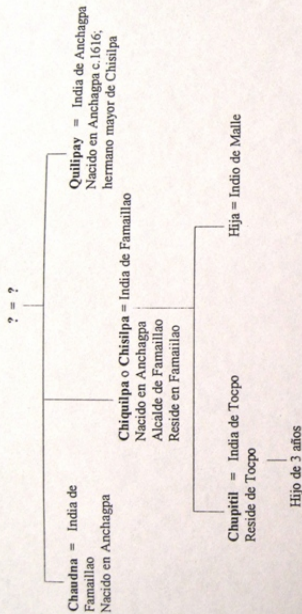 ? = ?
Chaudna = India de
Famaillao
Nacido en Anchagpa
Chiquilpa o Chisilpa = India de Famaillao
Nacido en Anchagpa
Alcalde de Famaillao
Reside en Famaillao
Quilipay = India de Anchagpa
Nacido en Anchagpa c.1616;
hermano mayor de Chisilpa
Chupitil = India de Tocpo
Reside de Tocpo
Hija = Indio de Malle
Hijo de 3 años